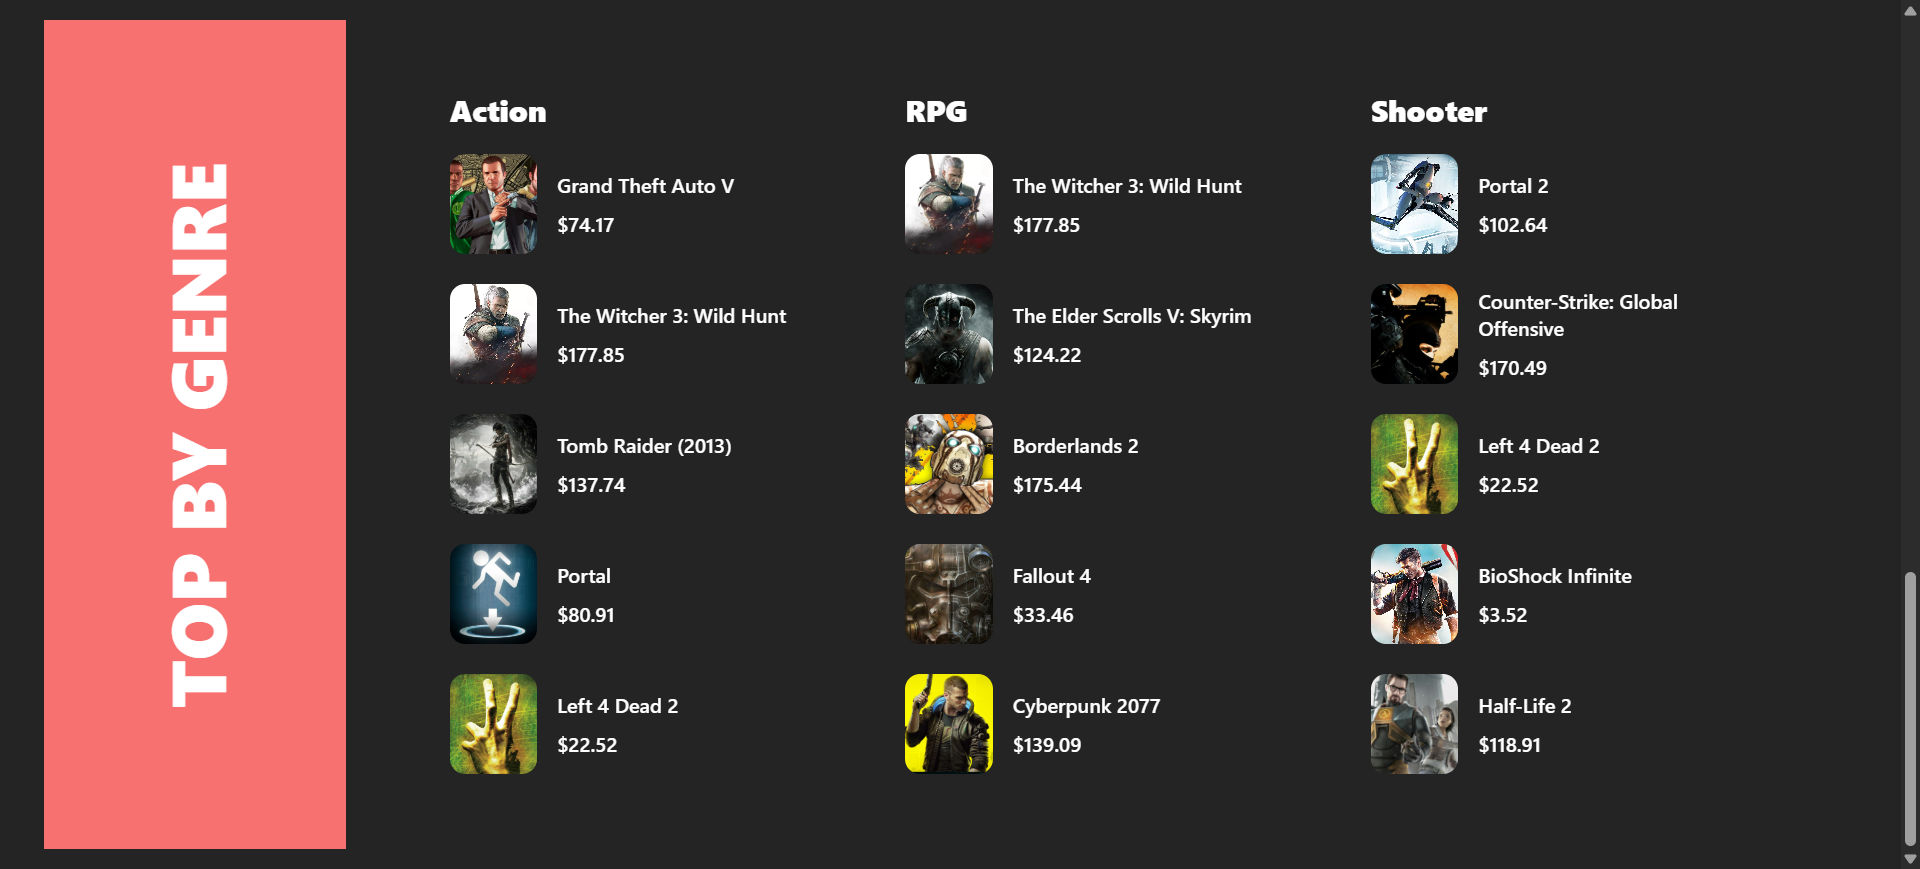 TOP BY GENRE
Action
Grand Theft Auto V
$74.17
The Witcher 3: Wild Hunt
$177.85
Tomb Raider (2013)
$137.74
Portal
$80.91
Left 4 Dead 2
$22.52
RPG
The Witcher 3: Wild Hunt
$177.85
The Elder Scrolls V: Skyrim
$124.22
Borderlands 2
$175.44
Fallout 4
$33.46
Cyberpunk 2077
$139.09
Shooter
Portal 2
$102.64
Counter-Strike: Global
Offensive
$170.49
Left 4 Dead 2
$22.52
BioShock Infinite
$3.52
Half-Life 2
$118.91